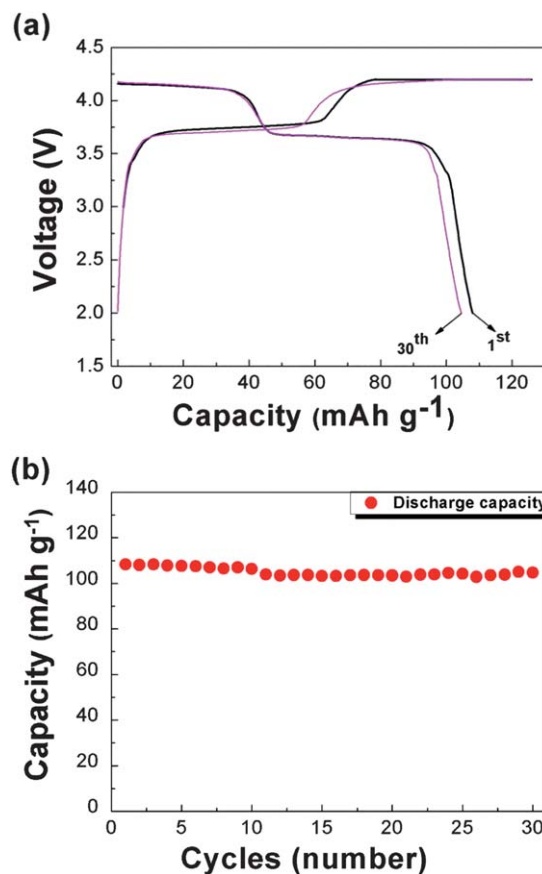 (a)
4.5
4.0
3.5
3.0
2.5
2.0
1.5
Voltage (V)
30th
1st
0 20 40 60 80 100 120
Capacity (mAh g-1)
(b)
140
120
100
80
60
40
20
0
Capacity (mAh g-1)
Discharge capacity
0 5 10 15 20 25 30
Cycles (number)